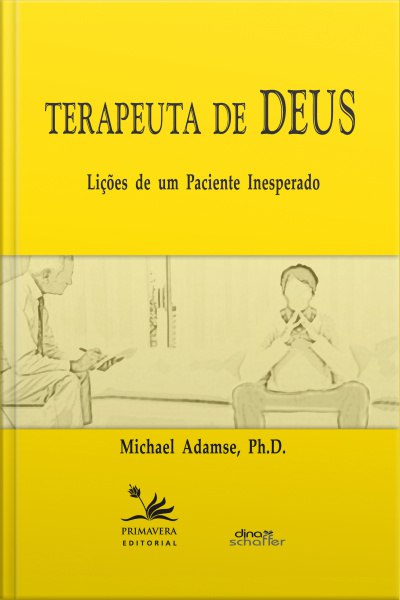 TERAPEUTA DE DEUS
Lições de um Paciente Inesperado
Michael Adamse, Ph.D.
PRIMAVERA
EDITORIAL
dina
schaffer